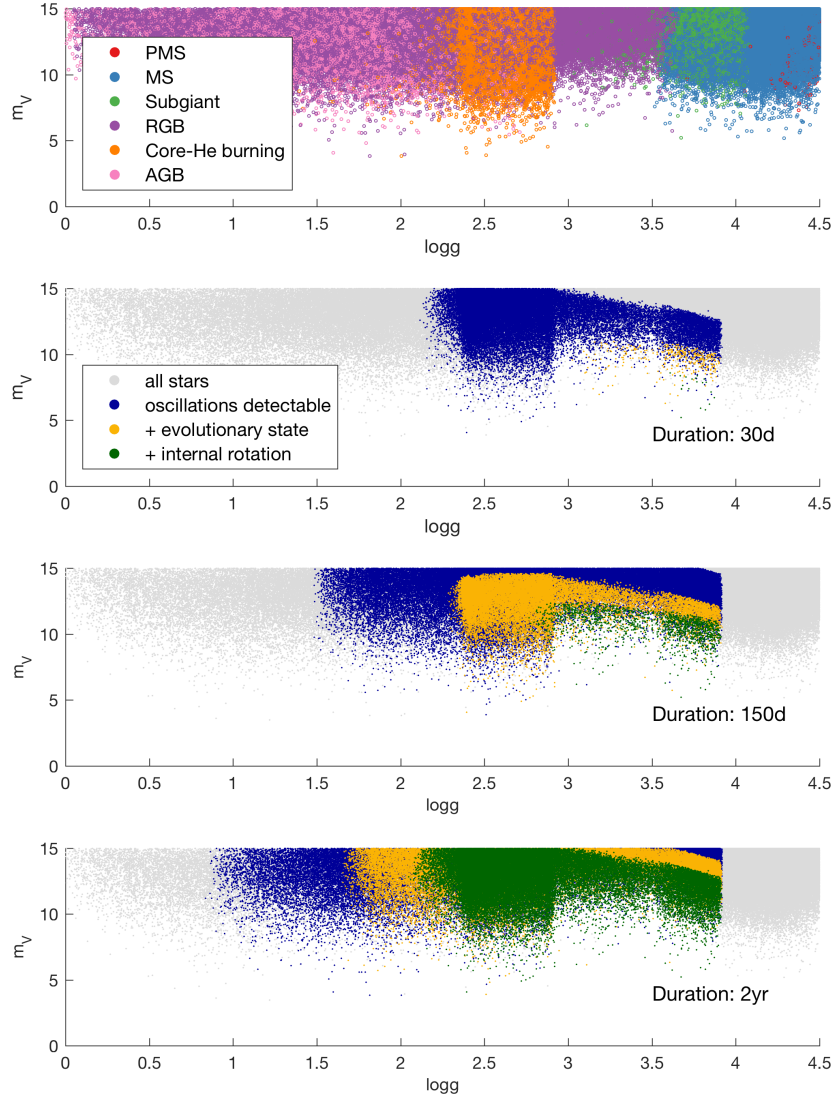 15
10
5
0
m_V
PMS
MS
Subgiant
RGB
Core-He burning
AGB
0 0.5 1 1.5 2 2.5 3 3.5 4 4.5
logg
15
10
5
0
m_V
all stars
oscillations detectable
+ evolutionary state
+ internal rotation
Duration: 30d
0 0.5 1 1.5 2 2.5 3 3.5 4 4.5
logg
15
10
5
0
m_V
Duration: 150d
0 0.5 1 1.5 2 2.5 3 3.5 4 4.5
logg
15
10
5
0
m_V
Duration: 2yr
0 0.5 1 1.5 2 2.5 3 3.5 4 4.5
logg